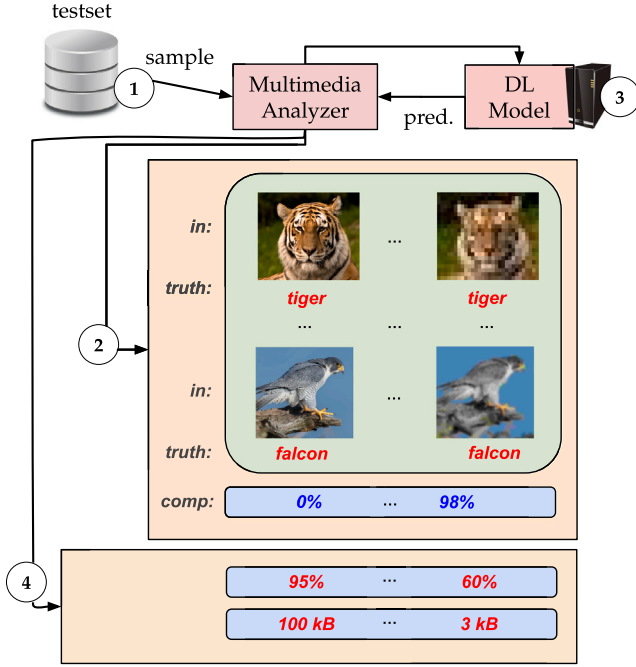 testset
sample
1
Multimedia
Analyzer
DL
Model
3
pred.
in:
...
truth:
tiger
tiger
... ... ...
2
in:
...
truth:
falcon
falcon
comp:
0% ... 98%
4
95% ... 60%
100 kB ... 3 kB